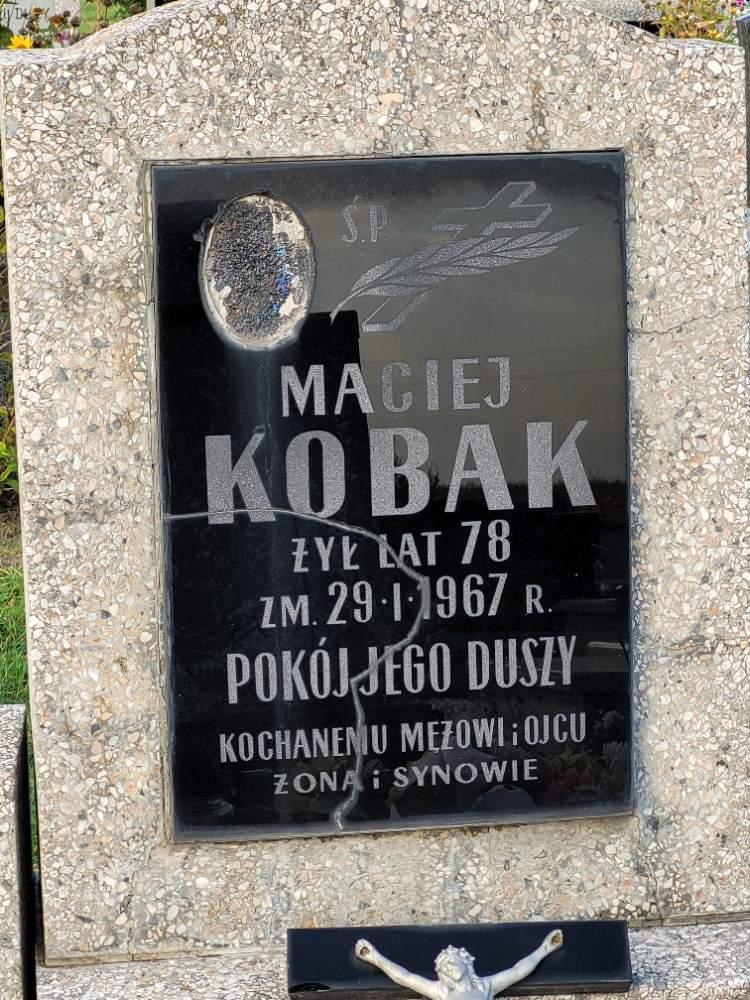 Ś.P.
MACIEJ
KOBAK
ŻYŁ LAT 78
ZM. 29·I·1967 R.
POKÓJ JEGO DUSZY
KOCHANEMU MĘŻOWI i OJCU
ŻONA i SYNOWIE